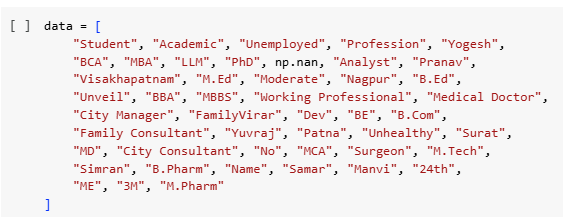 [ ] data = [
"Student", "Academic", "Unemployed", "Profession", "Yogesh",
"BCA", "MBA", "LLM", "PhD", np.nan, "Analyst", "Pranav",
"Visakhapatnam", "M.Ed", "Moderate", "Nagpur", "B.Ed",
"Unveil", "BBA", "MBBS", "Working Professional", "Medical Doctor",
"City Manager", "FamilyVirar", "Dev", "BE", "B.Com",
"Family Consultant", "Yuvraj", "Patna", "Unhealthy", "Surat",
"MD", "City Consultant", "No", "MCA", "Surgeon", "M.Tech",
"Simran", "B.Pharm", "Name", "Samar", "Manvi", "24th",
"ME", "3M", "M.Pharm"
]